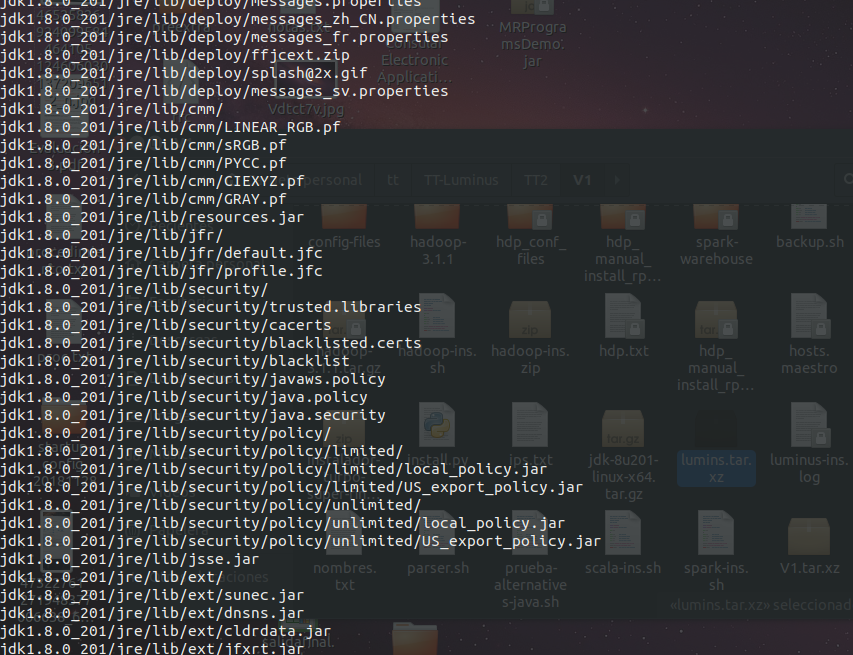 jdk1.8.0_201/jre/lib/deploy/messages.properties
jdk1.8.0_201/jre/lib/deploy/messages_zh_CN.properties
jdk1.8.0_201/jre/lib/deploy/messages_fr.properties
jdk1.8.0_201/jre/lib/deploy/ffjcext.zip
jdk1.8.0_201/jre/lib/deploy/splash@2x.gif
jdk1.8.0_201/jre/lib/deploy/messages_sv.properties
jdk1.8.0_201/jre/lib/cmm/
jdk1.8.0_201/jre/lib/cmm/LINEAR_RGB.pf
jdk1.8.0_201/jre/lib/cmm/sRGB.pf
jdk1.8.0_201/jre/lib/cmm/PYCC.pf
jdk1.8.0_201/jre/lib/cmm/CIEXYZ.pf
jdk1.8.0_201/jre/lib/cmm/GRAY.pf
jdk1.8.0_201/jre/lib/resources.jar
jdk1.8.0_201/jre/lib/jfr/
jdk1.8.0_201/jre/lib/jfr/default.jfc
jdk1.8.0_201/jre/lib/jfr/profile.jfc
jdk1.8.0_201/jre/lib/security/
jdk1.8.0_201/jre/lib/security/trusted.libraries
jdk1.8.0_201/jre/lib/security/cacerts
jdk1.8.0_201/jre/lib/security/blacklisted.certs
jdk1.8.0_201/jre/lib/security/blacklist
jdk1.8.0_201/jre/lib/security/javaws.policy
jdk1.8.0_201/jre/lib/security/java.policy
jdk1.8.0_201/jre/lib/security/java.security
jdk1.8.0_201/jre/lib/security/policy/
jdk1.8.0_201/jre/lib/security/policy/limited/
jdk1.8.0_201/jre/lib/security/policy/limited/local_policy.jar
jdk1.8.0_201/jre/lib/security/policy/limited/US_export_policy.jar
jdk1.8.0_201/jre/lib/security/policy/unlimited/
jdk1.8.0_201/jre/lib/security/policy/unlimited/local_policy.jar
jdk1.8.0_201/jre/lib/security/policy/unlimited/US_export_policy.jar
jdk1.8.0_201/jre/lib/jsse.jar
jdk1.8.0_201/jre/lib/ext/
jdk1.8.0_201/jre/lib/ext/sunec.jar
jdk1.8.0_201/jre/lib/ext/dnsns.jar
jdk1.8.0_201/jre/lib/ext/cldrdata.jar
jdk1.8.0_201/jre/lib/ext/jfxrt.jar
Consular
Electronic
Applicati...
MRProgra
msDemo.
jar
Vdtct7v.jpg
personal tt TT-Luminus TT2 V1
config-files
hadoop-
3.1.1
hdp_conf_
files
hdp_
manual_
install_rp...
spark-
warehouse
backup.sh
hadoop-
3.1.1.tar.gz
hadoop-ins.
sh
hadoop-ins.
zip
hdp.txt
hdp_
manual_
install_rp...
hosts.
maestro
install.py
ips.txt
jdk-8u201-
linux-x64.
tar.gz
lumins.tar.
xz
luminus-ins.
log
nombres.
txt
parser.sh
prueba-
alternative
s-java.sh
scala-ins.sh
spark-ins.
sh
V1.tar.xz
«lumins.tar.xz» seleccionad